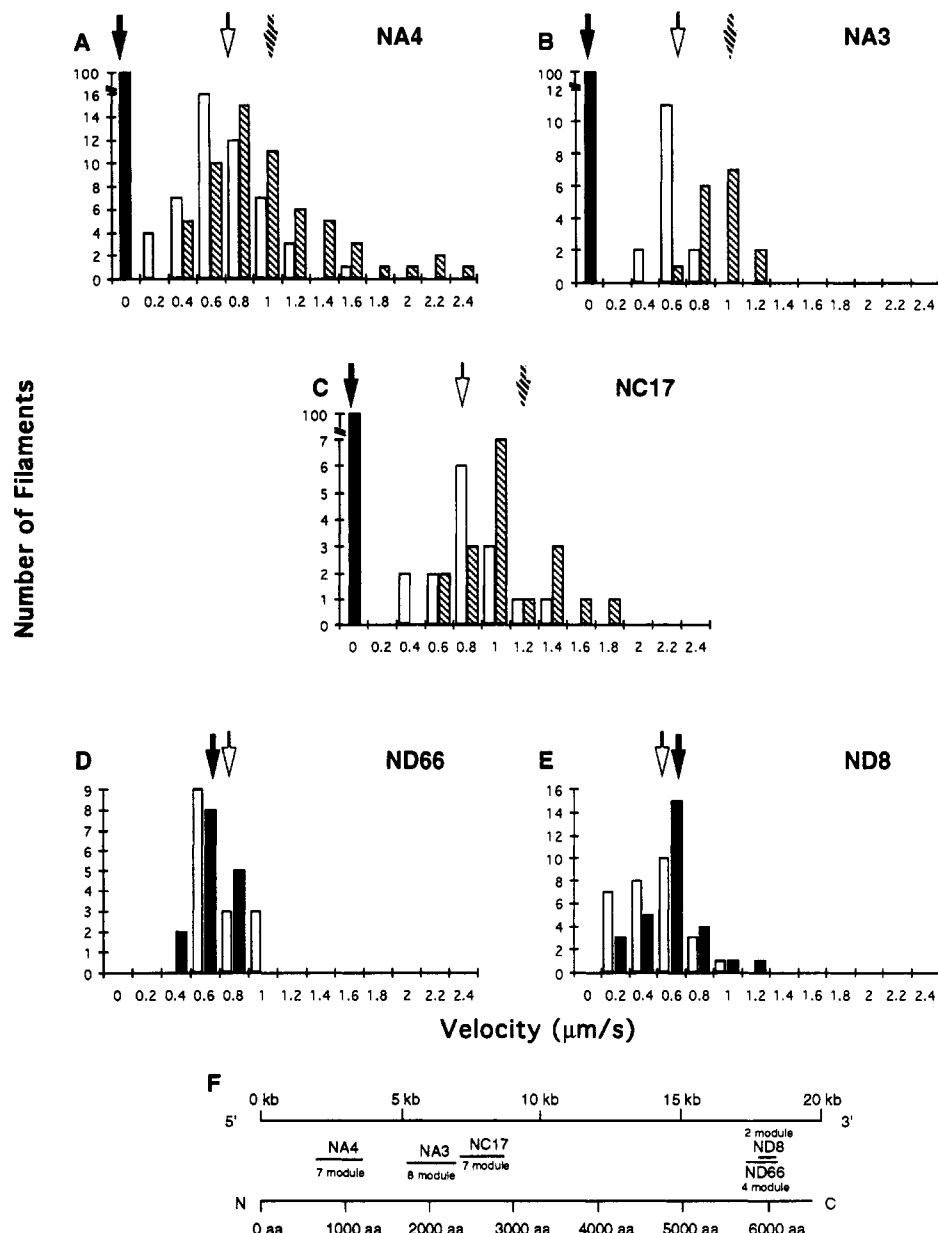 A NA4
100
16
14
12
10
8
6
4
2
0
0 0.2 0.4 0.6 0.8 1 1.2 1.4 1.6 1.8 2 2.2 2.4
B NA3
100
12
10
8
6
4
2
0
0 0.2 0.4 0.6 0.8 1 1.2 1.4 1.6 1.8 2 2.2 2.4
Number of Filaments
C NC17
100
7
6
5
4
3
2
1
0
0 0.2 0.4 0.6 0.8 1 1.2 1.4 1.6 1.8 2 2.2 2.4
D ND66
9
8
7
6
5
4
3
2
1
0
0 0.2 0.4 0.6 0.8 1 1.2 1.4 1.6 1.8 2 2.2 2.4
E ND8
16
14
12
10
8
6
4
2
0
0 0.2 0.4 0.6 0.8 1 1.2 1.4 1.6 1.8 2 2.2 2.4
Velocity (μm/s)
F
0 kb 5 kb 10 kb 15 kb 20 kb
5' 3'
NA4
7 module
NA3
8 module
NC17
7 module
2 module
ND8
ND66
4 module
N C
0 aa 1000 aa 2000 aa 3000 aa 4000 aa 5000 aa 6000 aa